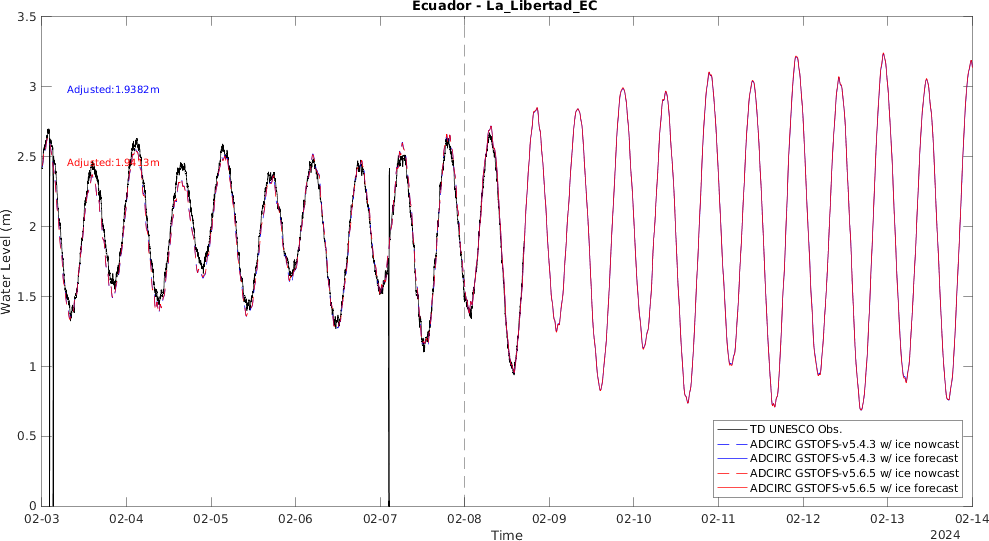 Ecuador - La_Libertad_EC
Water Level (m)
3.5
3
2.5
2
1.5
1
0.5
0
Adjusted:1.9382m
Adjusted:1.9413m
TD UNESCO Obs.
ADCIRC GSTOFS-v5.4.3 w/ ice nowcast
ADCIRC GSTOFS-v5.4.3 w/ ice forecast
ADCIRC GSTOFS-v5.6.5 w/ ice nowcast
ADCIRC GSTOFS-v5.6.5 w/ ice forecast
02-03 02-04 02-05 02-06 02-07 02-08 02-09 02-10 02-11 02-12 02-13 02-14
Time
2024